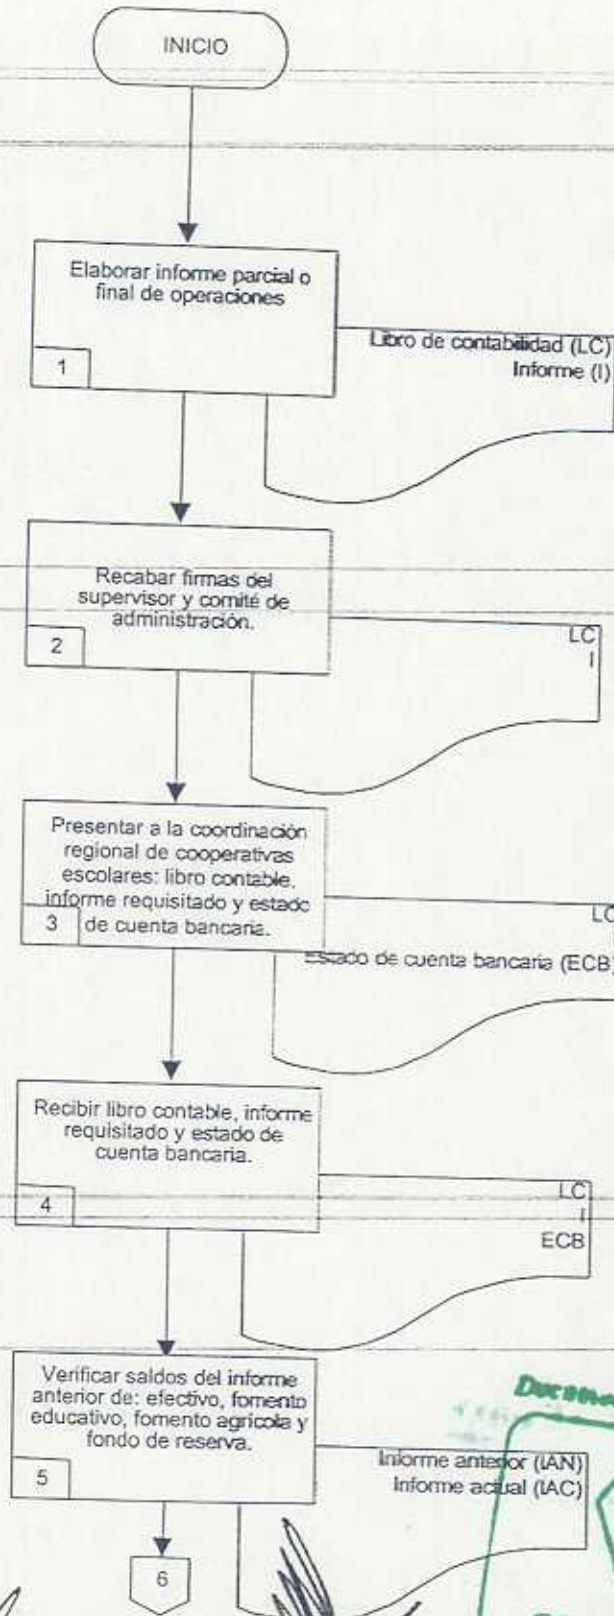 INICIO
Elaborar informe parcial o
final de operaciones
1
Libro de contabilidad (LC)
Informe (I)
Recabar firmas del
supervisor y comité de
administración.
2
LC
I
Presentar a la coordinación
regional de cooperativas
escolares: libro contable,
informe requisitado y estado
de cuenta bancaria.
3
LC
Estado de cuenta bancaria (ECB)
Recibir libro contable, informe
requisitado y estado de
cuenta bancaria.
4
LC
I
ECB
Verificar saldos del informe
anterior de: efectivo, fomento
educativo, fomento agrícola y
fondo de reserva.
5
Informe anterior (IAN)
Informe actual (IAC)
6